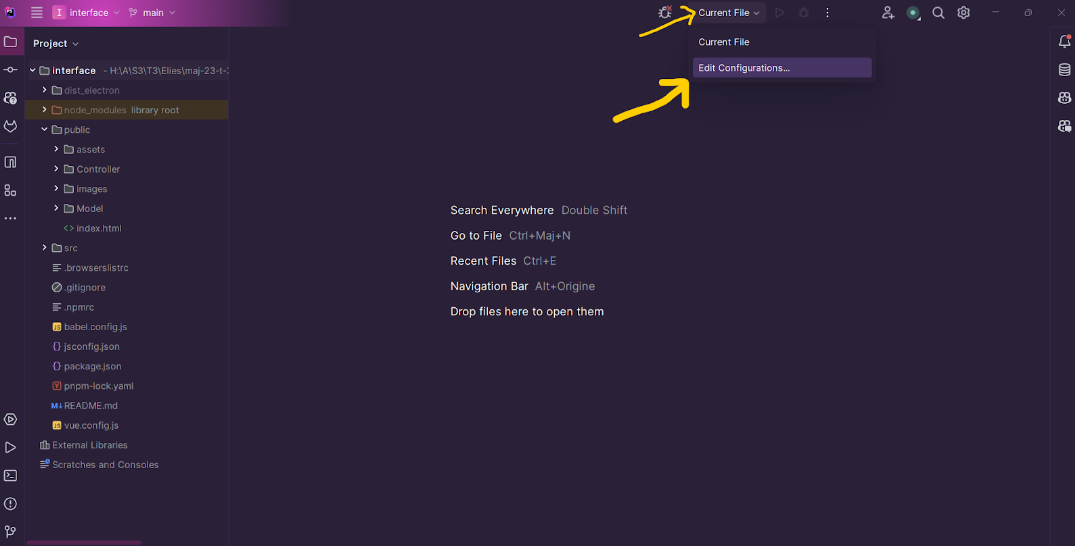 PS
I interface main
Current File
Project
Current File
Edit Configurations...
interface - H:\A\S3\T3\Elies\maj-23-t-
dist_electron
node_modules library root
public
assets
Controller
images
Model
<> index.html
src
.browserslistrc
.gitignore
.npmrc
JS babel.config.js
{} jsconfig.json
{} package.json
Y pnpm-lock.yaml
M↓ README.md
JS vue.config.js
External Libraries
Scratches and Consoles
Search Everywhere Double Shift
Go to File Ctrl+Maj+N
Recent Files Ctrl+E
Navigation Bar Alt+Origine
Drop files here to open them